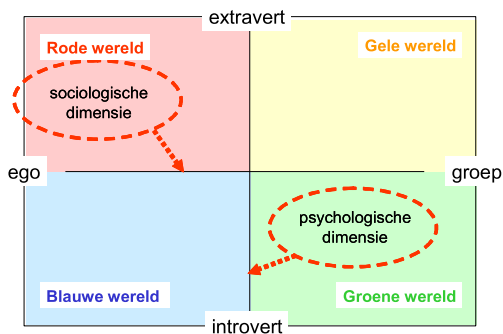 extravert
Rode wereld
Gele wereld
sociologische
dimensie
ego
groep
psychologische
dimensie
Blauwe wereld
Groene wereld
introvert